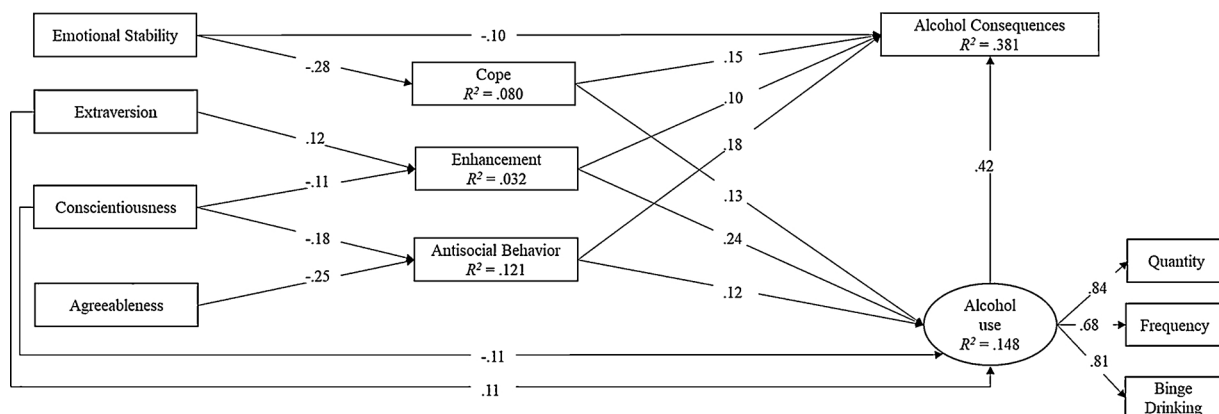 Emotional Stability
-.10
Alcohol Consequences
R² = .381
-.28
Cope
R² = .080
.15
Extraversion
.10
.12
Enhancement
R² = .032
.18
.42
Conscientiousness
-.11
.13
-.18
Antisocial Behavior
R² = .121
.24
Quantity
-.25
.12
.84
Agreeableness
Alcohol
use
R² = .148
.68
Frequency
-.11
.81
.11
Binge
Drinking